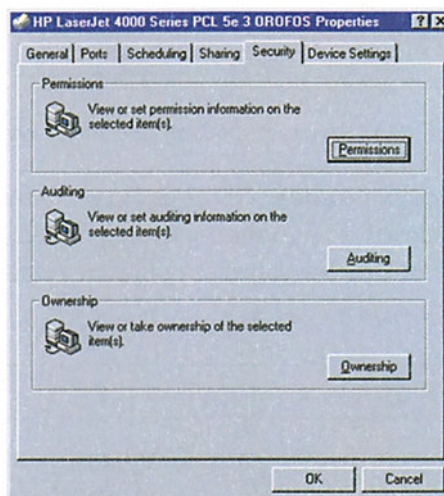 HP LaserJet 4000 Series PCL 5e 3 OROFOS Properties
General Ports Scheduling Sharing Security Device Settings
Permissions
View or set permission information on the
selected item(s).
Permissions
Auditing
View or set auditing information on the
selected item(s).
Auditing
Ownership
View or take ownership of the selected
item(s).
Ownership
OK Cancel